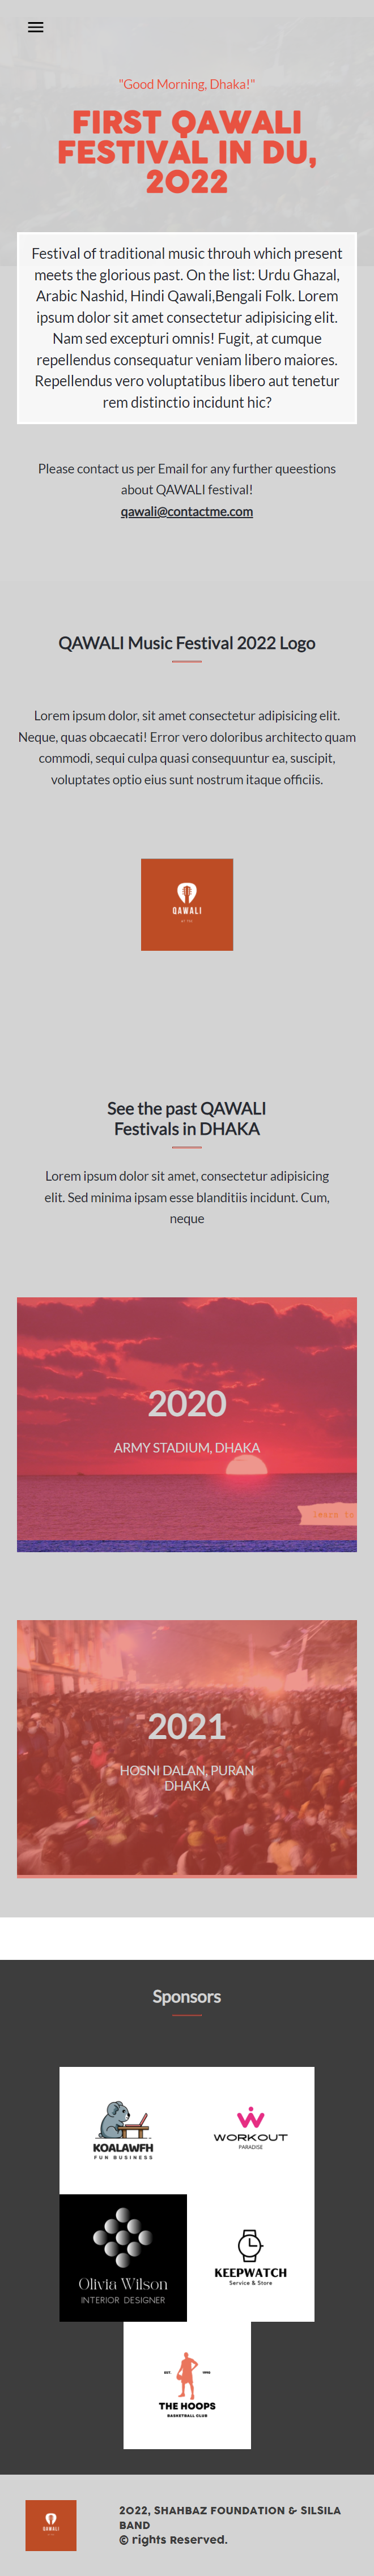 "Good Morning, Dhaka!"
FIRST QAWALI
FESTIVAL IN DU,
2022
Festival of traditional music throuh which present
meets the glorious past. On the list: Urdu Ghazal,
Arabic Nashid, Hindi Qawali,Bengali Folk. Lorem
ipsum dolor sit amet consectetur adipisicing elit.
Nam sed excepturi omnis! Fugit, at cumque
repellendus consequatur veniam libero maiores.
Repellendus vero voluptatibus libero aut tenetur
rem distinctio incidunt hic?
Please contact us per Email for any further queestions
about QAWALI festival!
qawali@contactme.com
QAWALI Music Festival 2022 Logo
Lorem ipsum dolor, sit amet consectetur adipisicing elit.
Neque, quas obcaecati! Error vero doloribus architecto quam
commodi, sequi culpa quasi consequuntur ea, suscipit,
voluptates optio eius sunt nostrum itaque officiis.
QAWALI
See the past QAWALI
Festivals in DHAKA
Lorem ipsum dolor sit amet, consectetur adipisicing
elit. Sed minima ipsam esse blanditiis incidunt. Cum,
neque
2020
ARMY STADIUM, DHAKA
learn to
2021
HOSNI DALAN, PURAN
DHAKA
Sponsors
KOALAWFH
FUN BUSINESS
WORKOUT
PARADISE
Olivia Wilson
INTERIOR DESIGNER
KEEPWATCH
Service & Store
EST. 1990
THE HOOPS
BASKETBALL CLUB
QAWALI
2022, SHAHBAZ FOUNDATION & SILSILA
BAND
© rights Reserved.